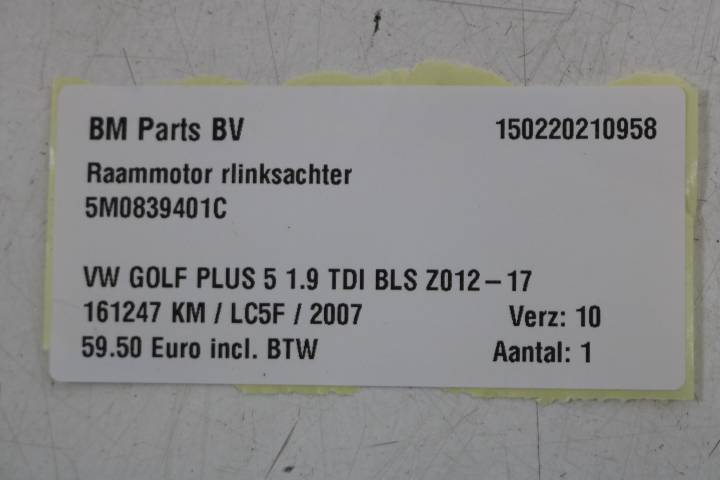 BM Parts BV 150220210958
Raammotor rlinksachter
5M0839401C
VW GOLF PLUS 5 1.9 TDI BLS Z012-17
161247 KM / LC5F / 2007 Verz: 10
59.50 Euro incl. BTW Aantal: 1